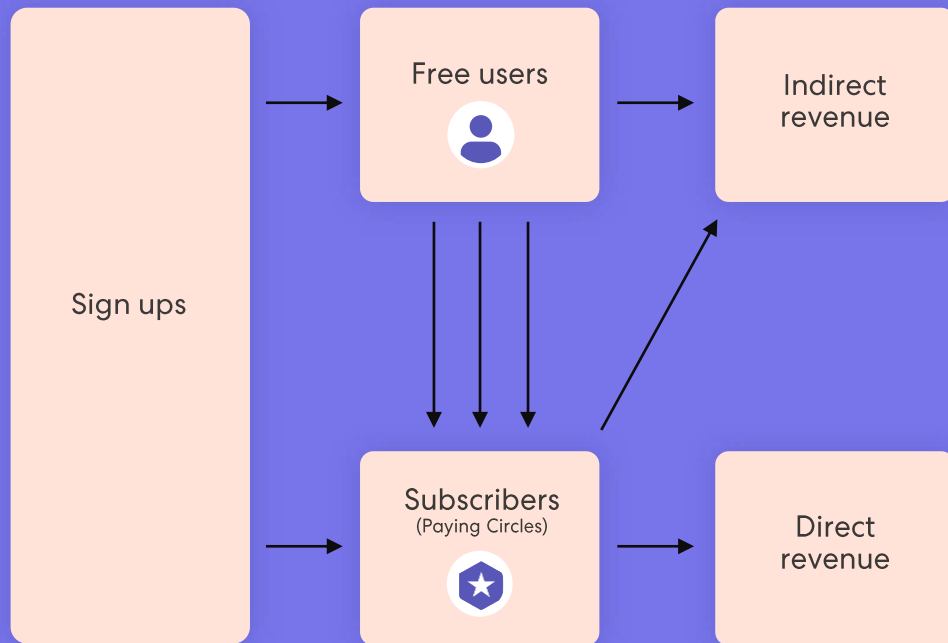 Sign ups
Free users
Indirect
revenue
Subscribers
(Paying Circles)
Direct
revenue